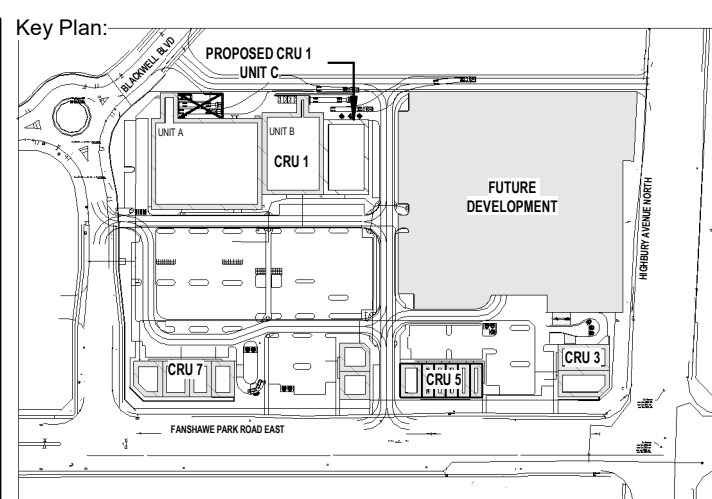 Key Plan:
BLACKWELL BLVD
PROPOSED CRU 1
UNIT C
UNIT A
UNIT B
CRU 1
FUTURE
DEVELOPMENT
HIGHBURY AVENUE NORTH
CRU 7
CRU 5
CRU 3
FANSHAWE PARK ROAD EAST